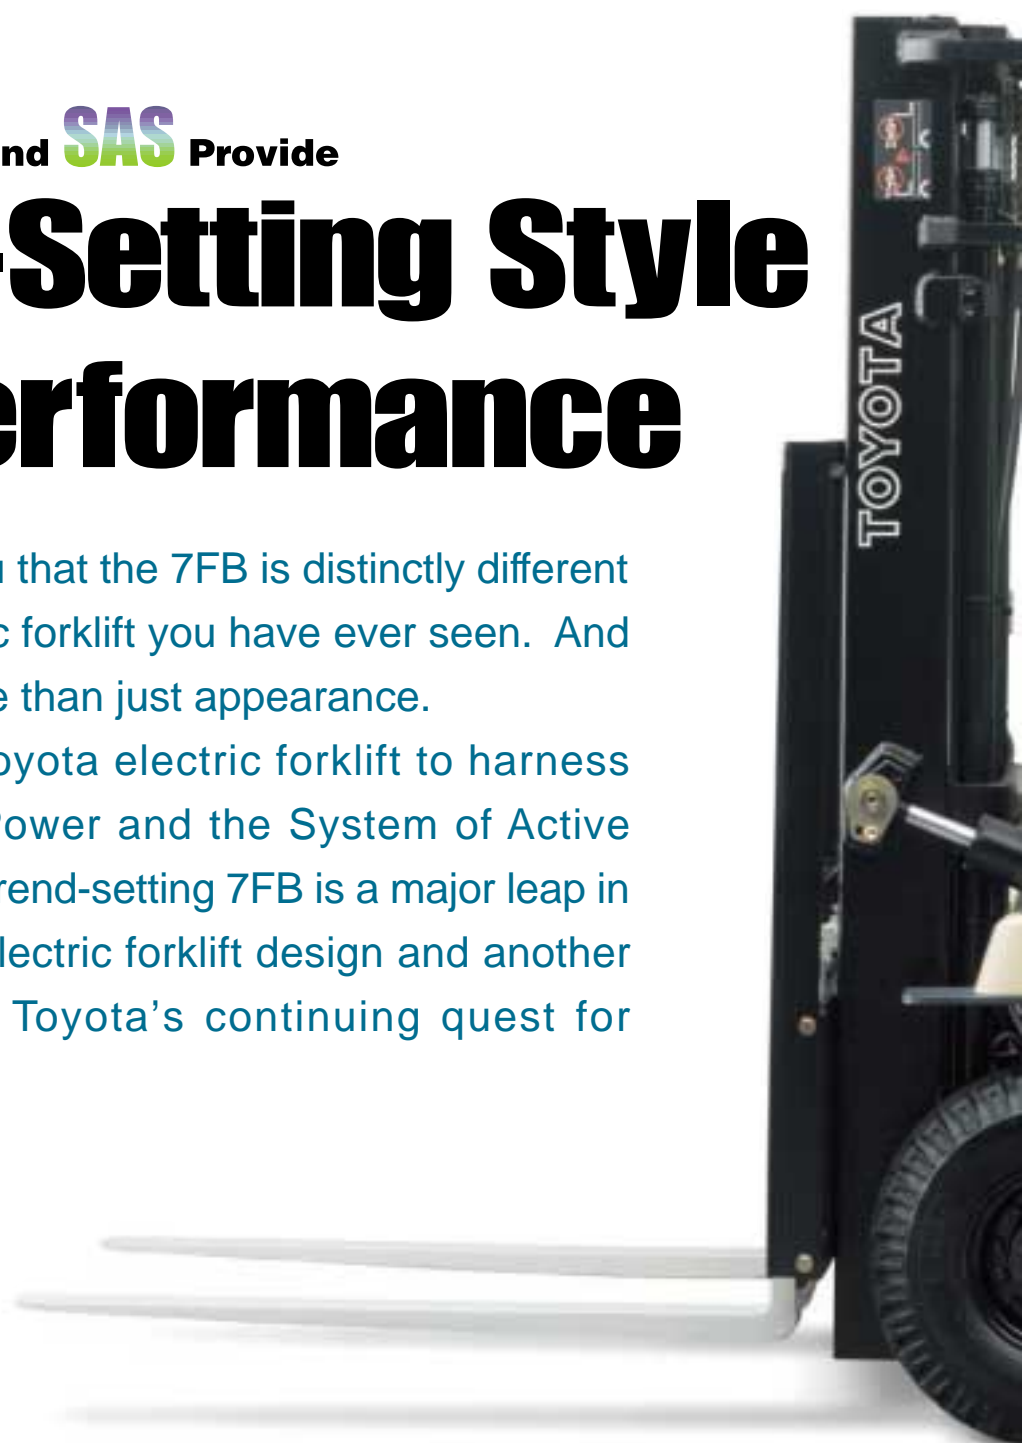 nd SAS Provide
-Setting Style
erformance
that the 7FB is distinctly different
c forklift you have ever seen. And
e than just appearance.
oyota electric forklift to harness
Power and the System of Active
rend-setting 7FB is a major leap in
lectric forklift design and another
Toyota's continuing quest for
TOYOTA